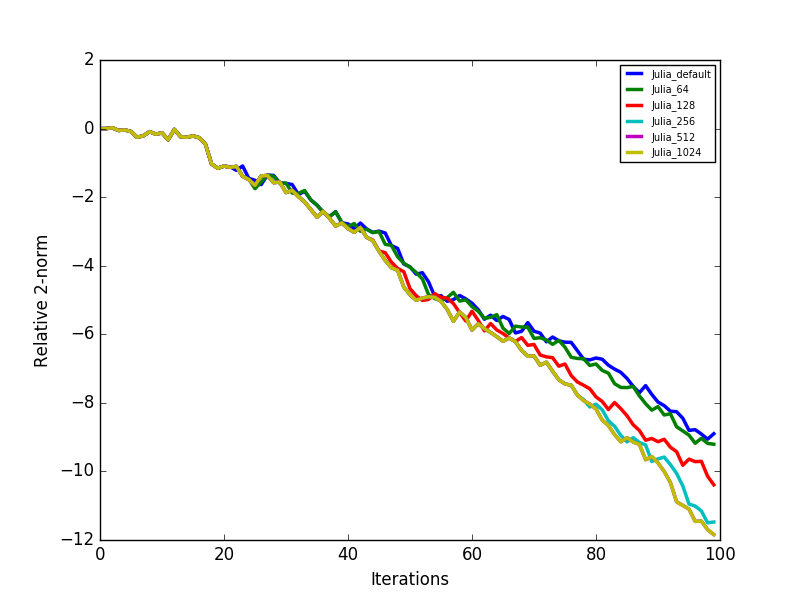 2
0
−2
−4
−6
−8
−10
−12
0 20 40 60 80 100
Iterations
Relative 2-norm
Julia_default
Julia_64
Julia_128
Julia_256
Julia_512
Julia_1024